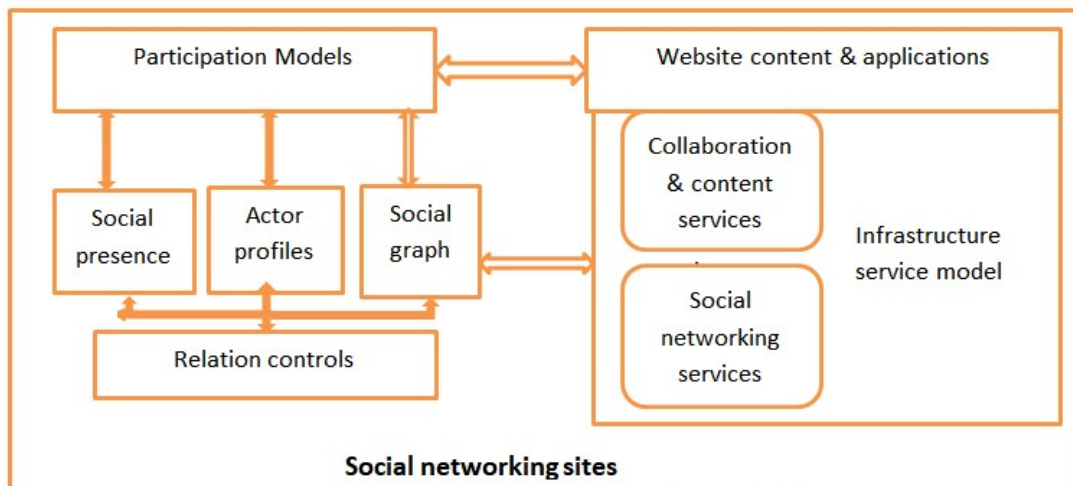 Participation Models
Website content & applications
Social
presence
Actor
profiles
Social
graph
Relation controls
Collaboration
& content
services
Social
networking
services
Infrastructure
service model
Social networking sites